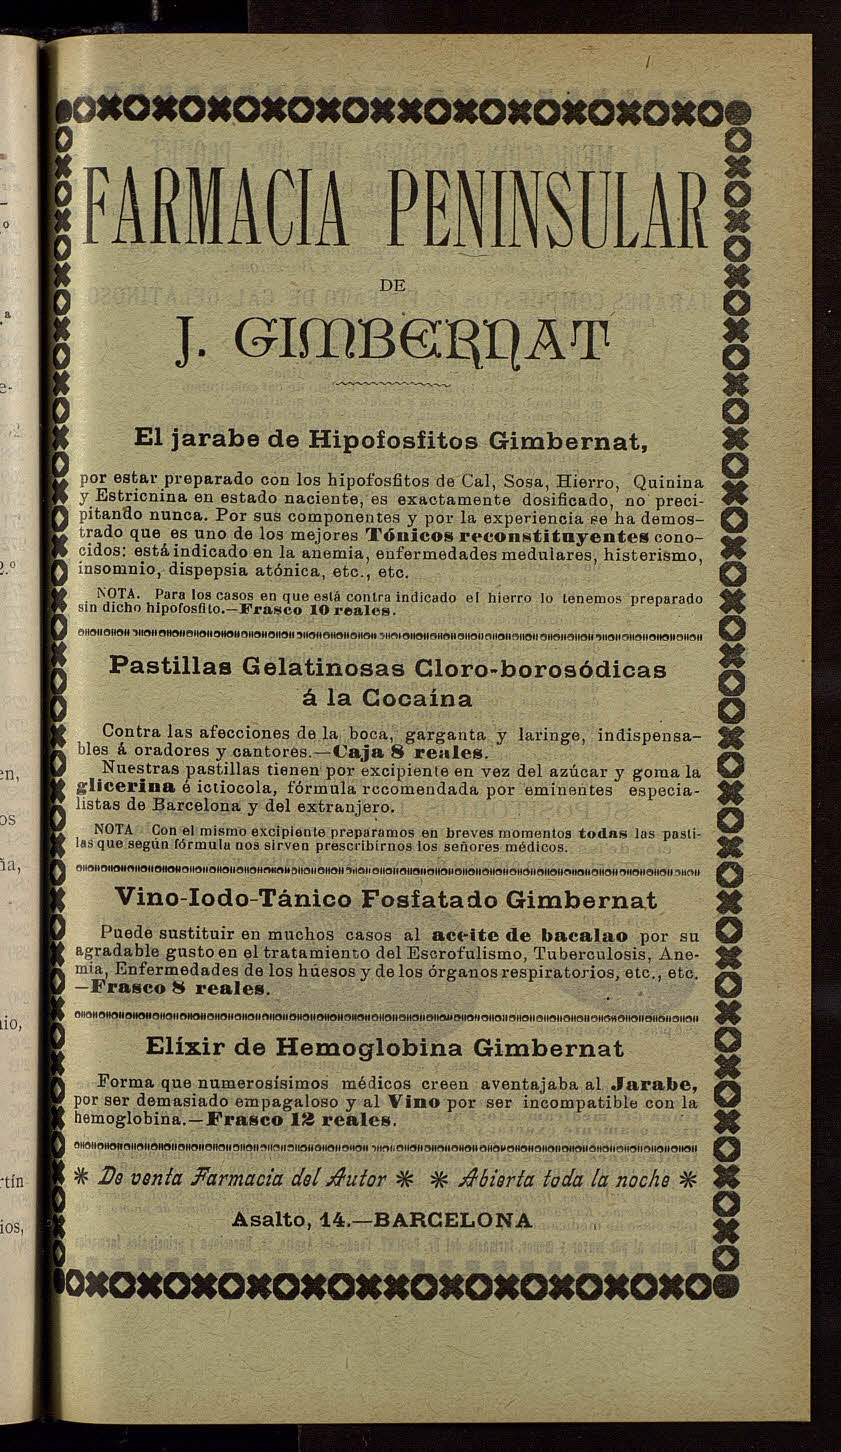 FARMACIA PENINSULAR
DE
J. GIMBERNAT
El jarabe de Hipofosfitos Gimbernat,
por estar preparado con los hipofosfitos de Cal, Sosa, Hierro, Quinina
y Estricnina en estado naciente, es exactamente dosificado, no preci-
pitando nunca. Por sus componentes y por la experiencia se ha demos-
trado que es uno de los mejores Tónicos reconstituyentes cono-
cidos: está indicado en la anemia, enfermedades medulares, histerismo,
insomnio, dispepsia atónica, etc., etc.
NOTA. Para los casos en que está contra indicado el hierro lo tenemos preparado
sin dicho hipofosfito.—Frasco 10 reales.
Pastillas Gelatinosas Cloro-borosódicas
á la Cocaína
Contra las afecciones de la boca, garganta y laringe, indispensa-
bles á oradores y cantores.—Caja 8 reales.
Nuestras pastillas tienen por excipiente en vez del azúcar y goma la
glicerina é ictiocola, fórmula recomendada por eminentes especia-
listas de Barcelona y del extranjero.
NOTA Con el mismo excipiente preparamos en breves momentos todas las pasti-
las que según fórmula nos sirven prescribirnos los señores médicos.
Vino-Iodo-Tánico Fosfatado Gimbernat
Puede sustituir en muchos casos al aceite de bacalao por su
agradable gusto en el tratamiento del Escrofulismo, Tuberculosis, Ane-
mia, Enfermedades de los huesos y de los órganos respiratorios, etc., etc.
—Frasco 8 reales.
Elíxir de Hemoglobina Gimbernat
Forma que numerosísimos médicos creen aventajaba al Jarabe,
por ser demasiado empagaloso y al Vino por ser incompatible con la
hemoglobina.—Frasco 12 reales.
De venta Farmacia del Autor Abierta toda la noche
Asalto, 14.—BARCELONA